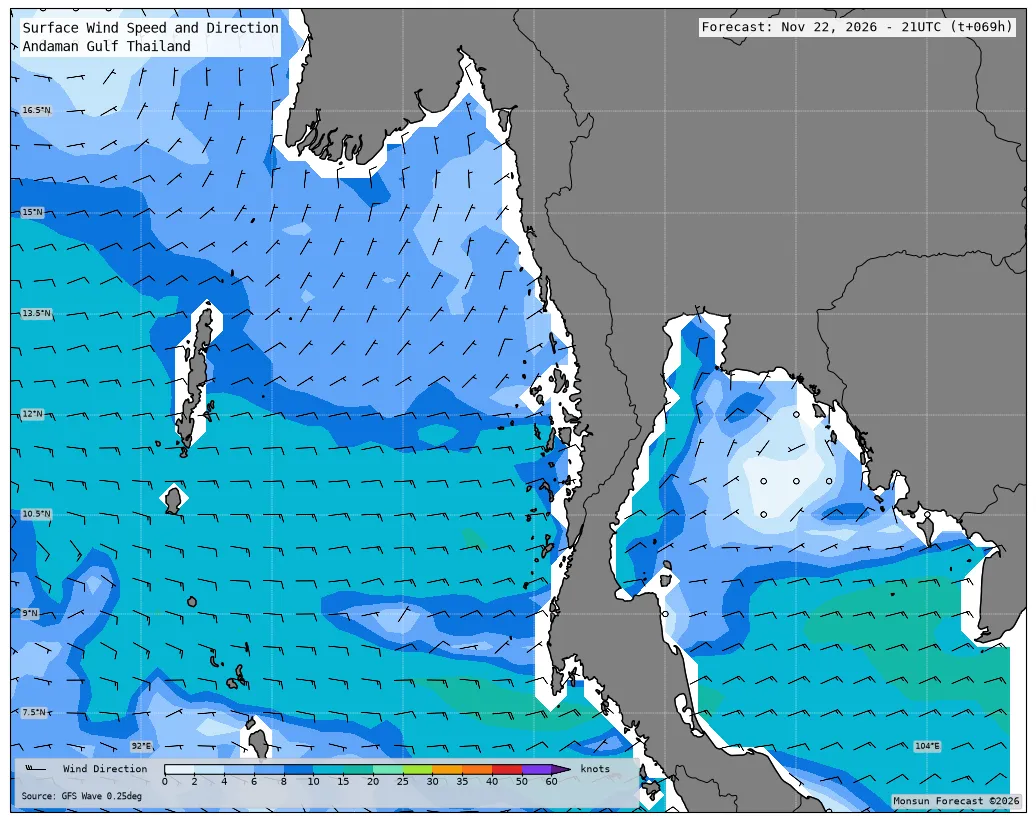 Surface Wind Speed and Direction
Andaman Gulf Thailand
Forecast: Nov 22, 2026 - 21UTC (t+069h)
16.5°N
15°N
13.5°N
12°N
10.5°N
9°N
7.5°N
92°E
104°E
Wind Direction
knots
0 2 4 6 8 10 15 20 25 30 35 40 50 60
Source: GFS Wave 0.25deg
Monsun Forecast ©2026